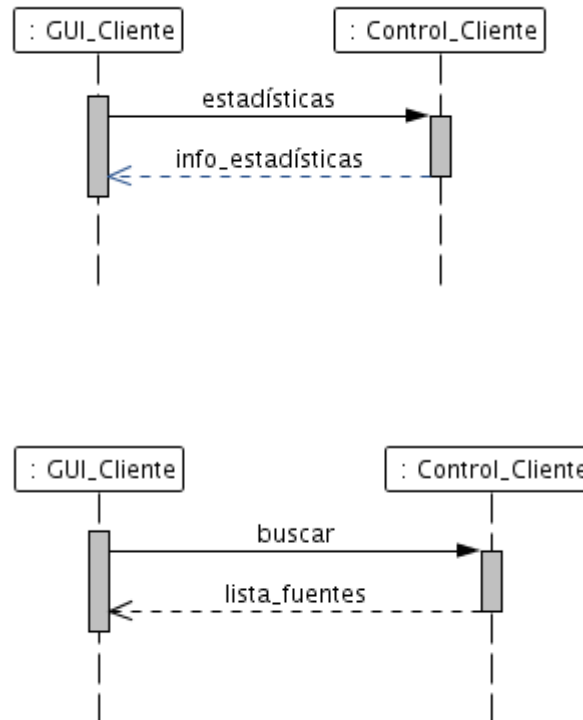 : GUI_Cliente
: Control_Cliente
estadísticas
info_estadísticas
: GUI_Cliente
: Control_Cliente
buscar
lista_fuentes